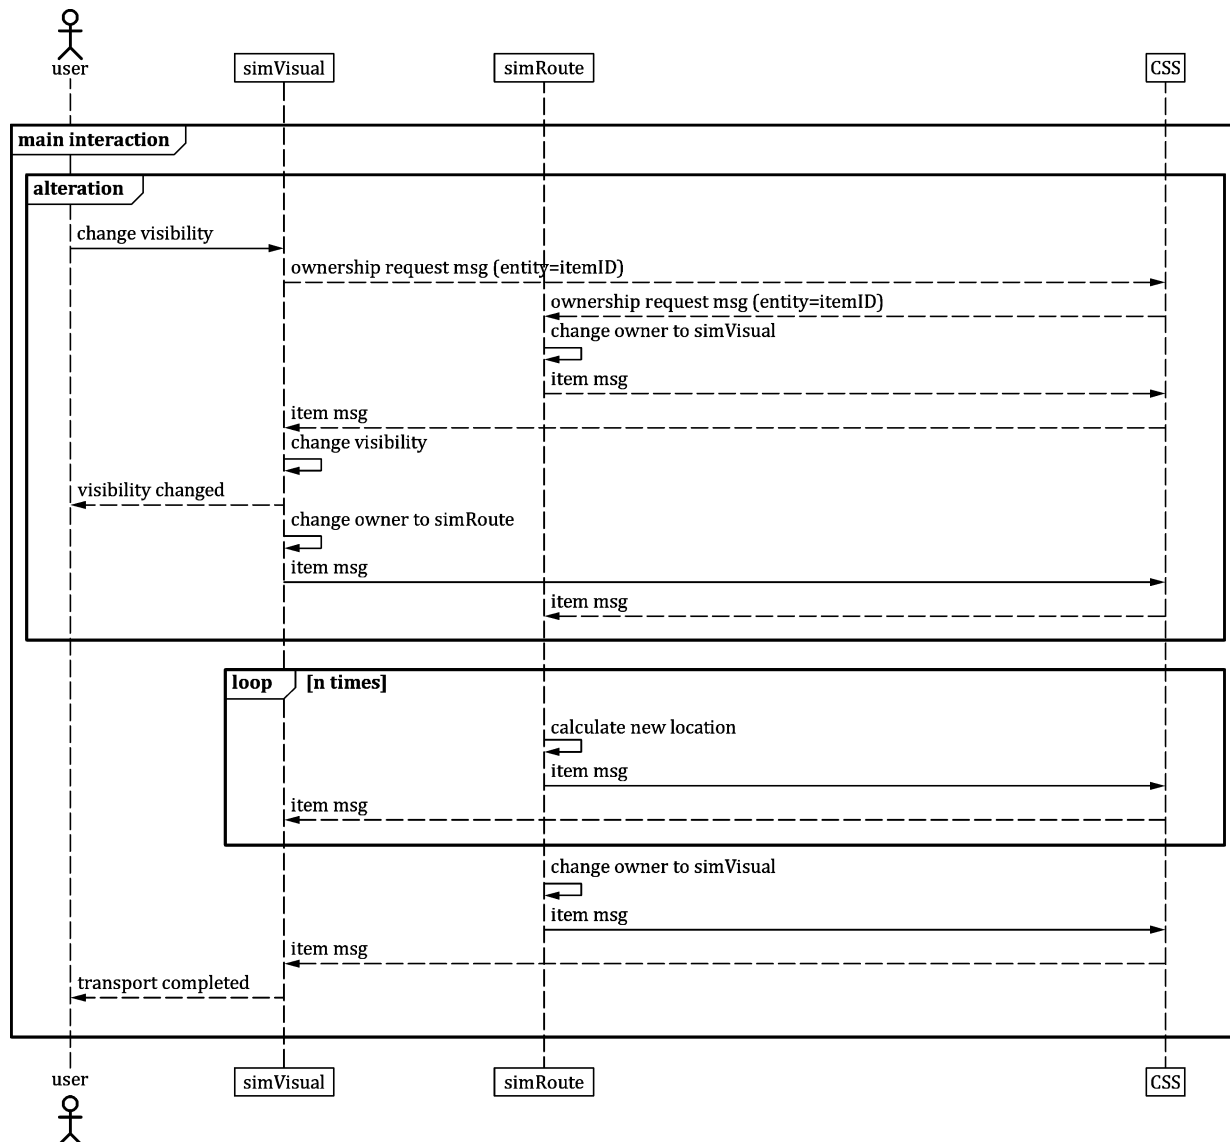 user
simVisual
simRoute
CSS
main interaction
alteration
change visibility
ownership request msg (entity=itemID)
ownership request msg (entity=itemID)
change owner to simVisual
item msg
item msg
change visibility
visibility changed
change owner to simRoute
item msg
item msg
loop [n times]
calculate new location
item msg
item msg
change owner to simVisual
item msg
item msg
transport completed
user
simVisual
simRoute
CSS